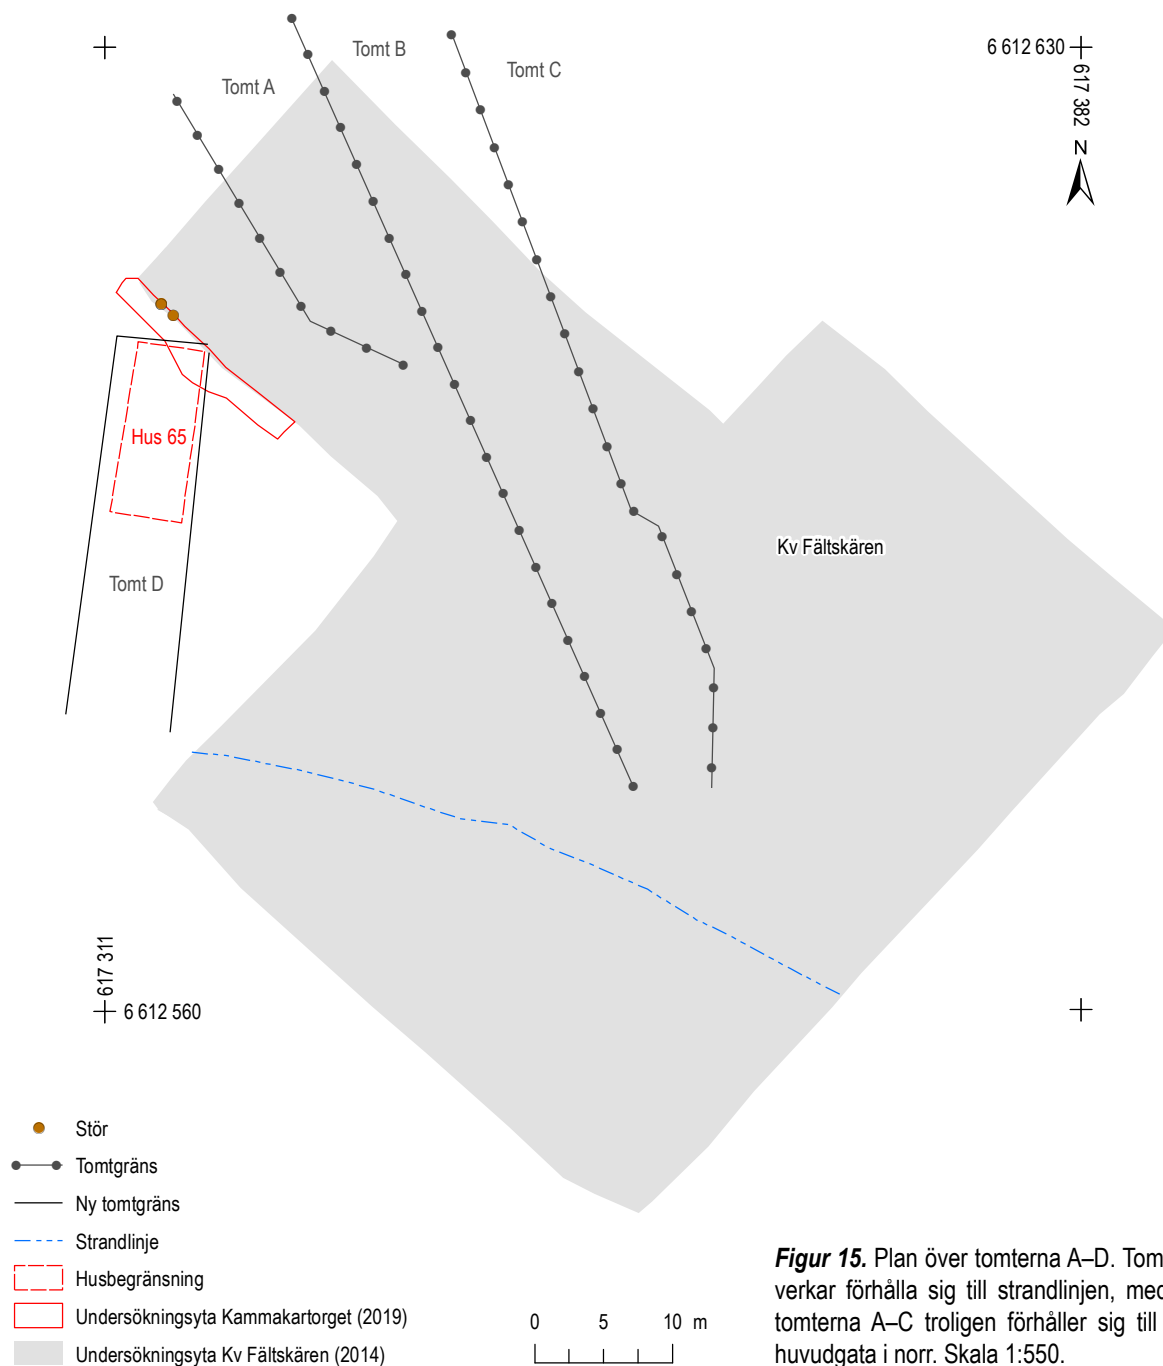 Tomt B
6 612 630
Tomt C
Tomt A
617 382
N
Hus 65
Kv Fältskären
Tomt D
617 311
6 612 560
Stör
Tomtgräns
Ny tomtgräns
Strandlinje
Husbegränsning
Undersökningsyta Kammakartorget (2019)
Undersökningsyta Kv Fältskären (2014)
0 5 10 m
Figur 15. Plan över tomterna A–D. Tom
verkar förhålla sig till strandlinjen, med
tomterna A–C troligen förhåller sig till
huvudgata i norr. Skala 1:550.